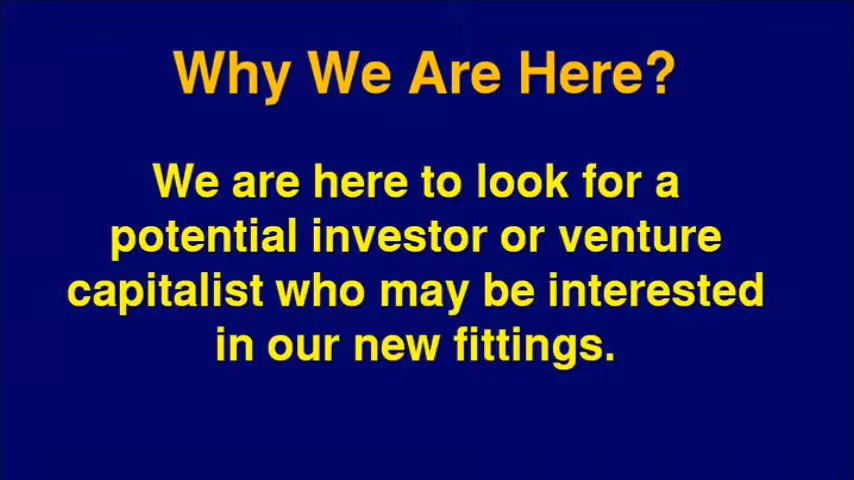 Why We Are Here?
We are here to look for a
potential investor or venture
capitalist who may be interested
in our new fittings.